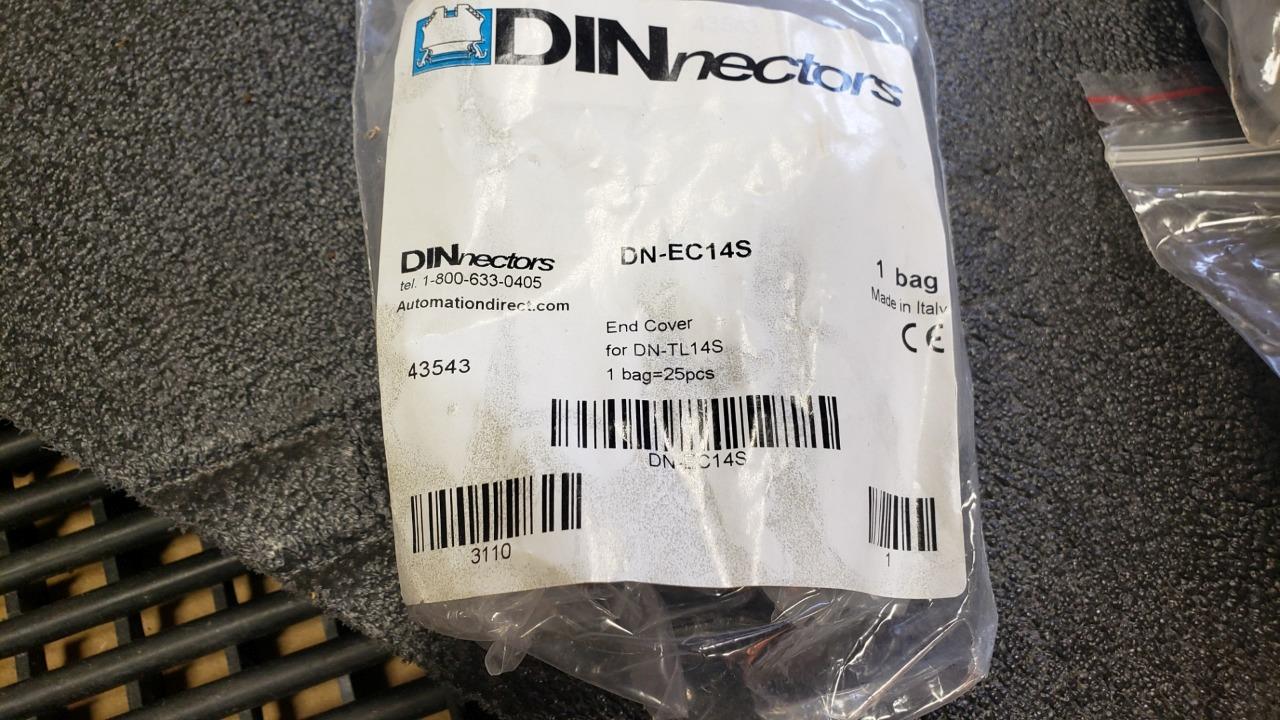 DINnectors
DINnectors
tel. 1-800-633-0405
Automationdirect.com
43543
DN-EC14S
End Cover
for DN-TL14S
1 bag=25pcs
1 bag
Made in Italy
CE
DN-EC14S
3110
1